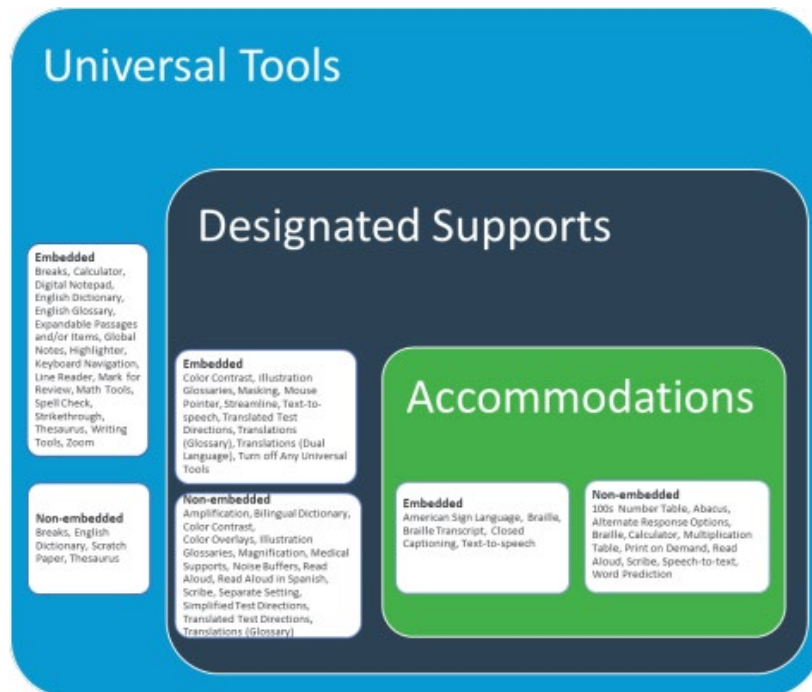 Universal Tools
Designated Supports
Embedded
Breaks, Calculator,
Digital Notepad,
English Dictionary,
English Glossary,
Expandable Passages
and/or Items, Global
Notes, Highlighter,
Keyboard Navigation,
Line Reader, Mark for
Review, Math Tools,
Spell Check,
Strikethrough,
Thesaurus, Writing
Tools, Zoom
Non-embedded
Breaks, English
Dictionary, Scratch
Paper, Thesaurus
Embedded
Color Contrast, Illustration
Glossaries, Masking, Mouse
Pointer, Streamline, Text-to-
speech, Translated Test
Directions, Translations
(Glossary), Translations (Dual
Language), Turn off Any Universal
Tools
Non-embedded
Amplification, Bilingual Dictionary,
Color Contrast,
Color Overlays, Illustration
Glossaries, Magnification, Medical
Supports, Noise Buffers, Read
Aloud, Read Aloud in Spanish,
Scribe, Separate Setting,
Simplified Test Directions,
Translated Test Directions,
Translations (Glossary)
Accommodations
Embedded
American Sign Language, Braille,
Braille Transcript, Closed
Captioning, Text-to-speech
Non-embedded
100s Number Table, Abacus,
Alternate Response Options,
Braille, Calculator, Multiplication
Table, Print on Demand, Read
Aloud, Scribe, Speech-to-text,
Word Prediction